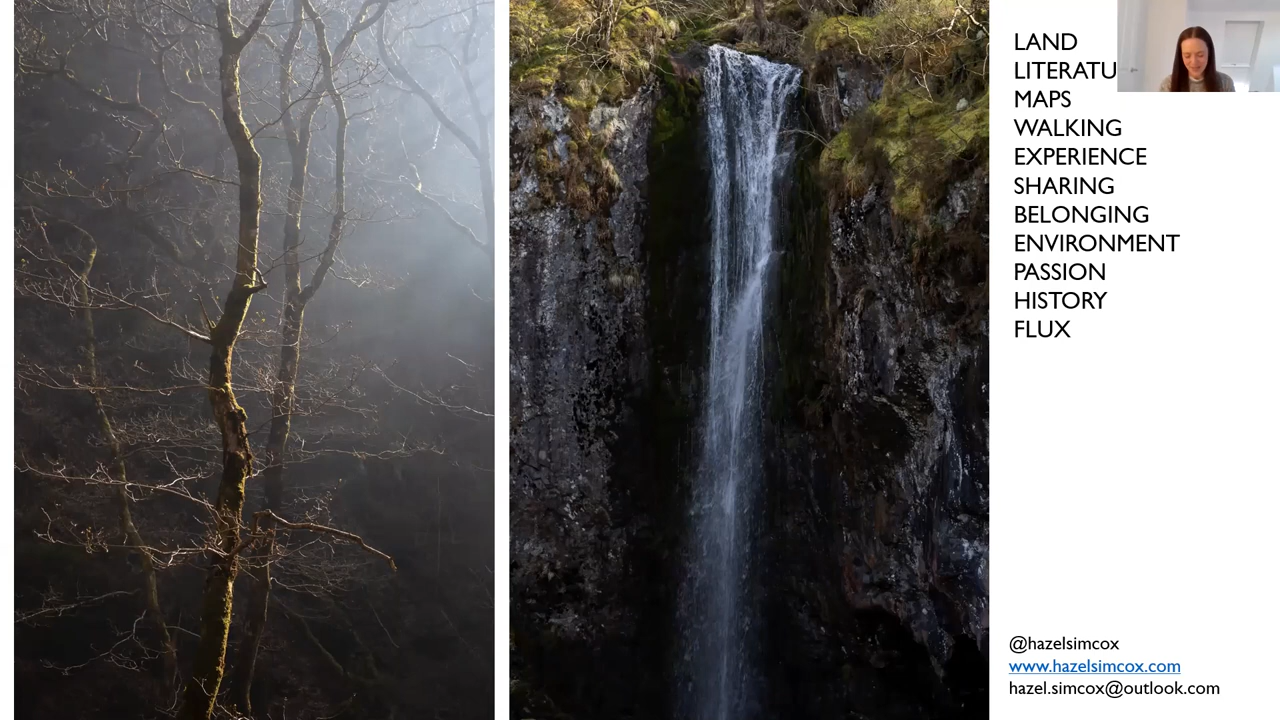 LAND
LITERATU
MAPS
WALKING
EXPERIENCE
SHARING
BELONGING
ENVIRONMENT
PASSION
HISTORY
FLUX
@hazelsimcox
www.hazelsimcox.com
hazel.simcox@outlook.com